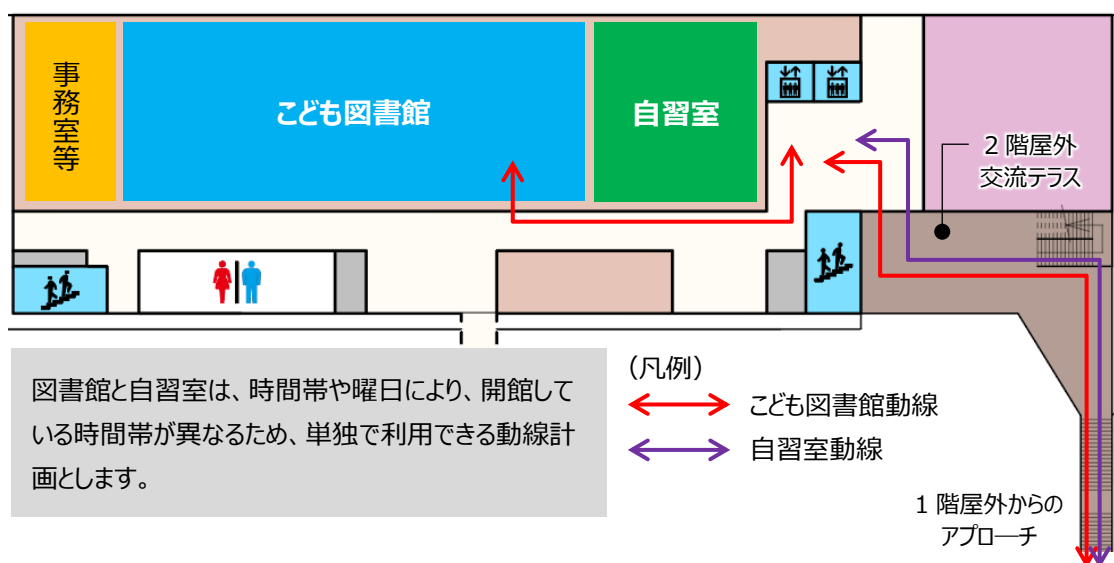 事務室等
こども図書館
自習室
2 階屋外
交流テラス
図書館と自習室は、時間帯や曜日により、開館して
いる時間帯が異なるため、単独で利用できる動線計
画とします。
(凡例)
こども図書館動線
自習室動線
1 階屋外からの
アプロ―チ